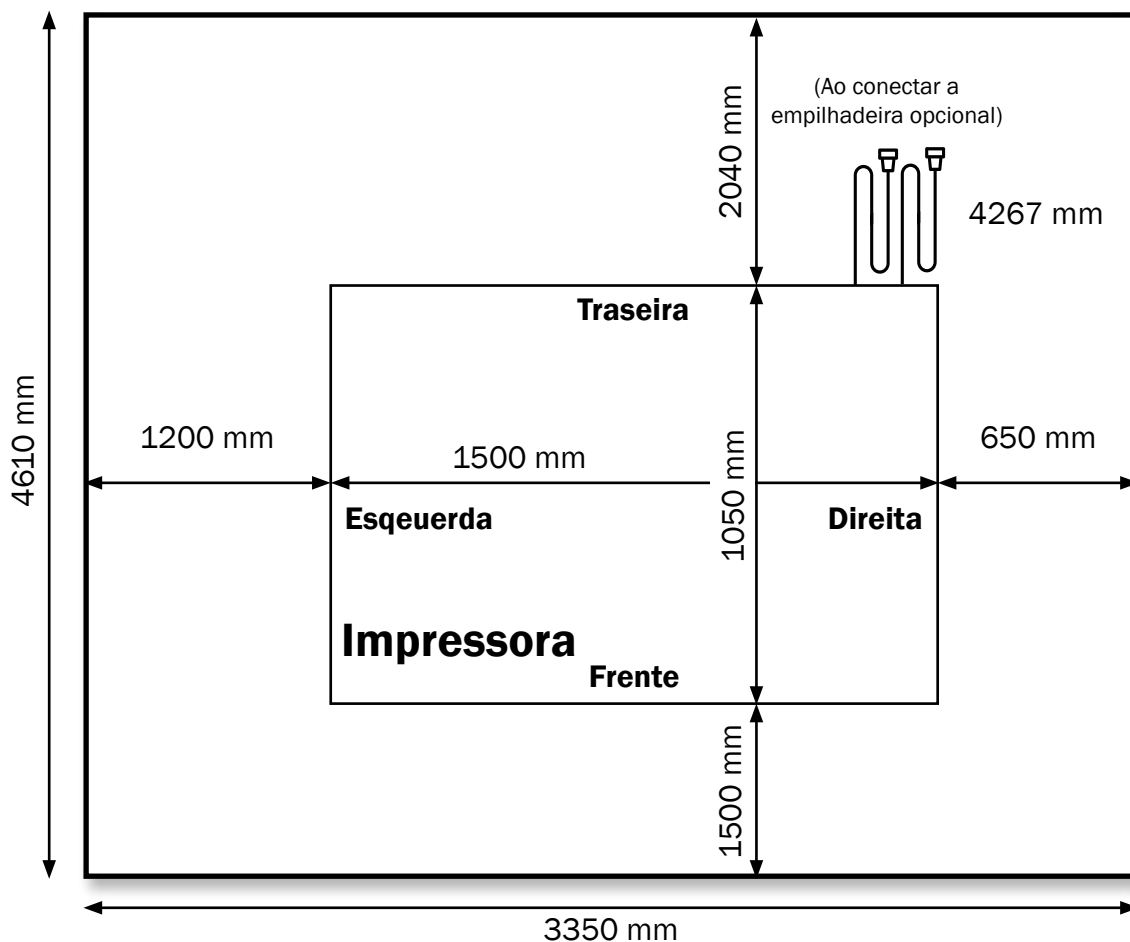 (Ao conectar a
empilhadeira opcional)
2040 mm
4267 mm
Traseira
4610 mm
1200 mm
1500 mm
1050 mm
650 mm
Esqeuerda
Direita
Impressora
Frente
1500 mm
3350 mm